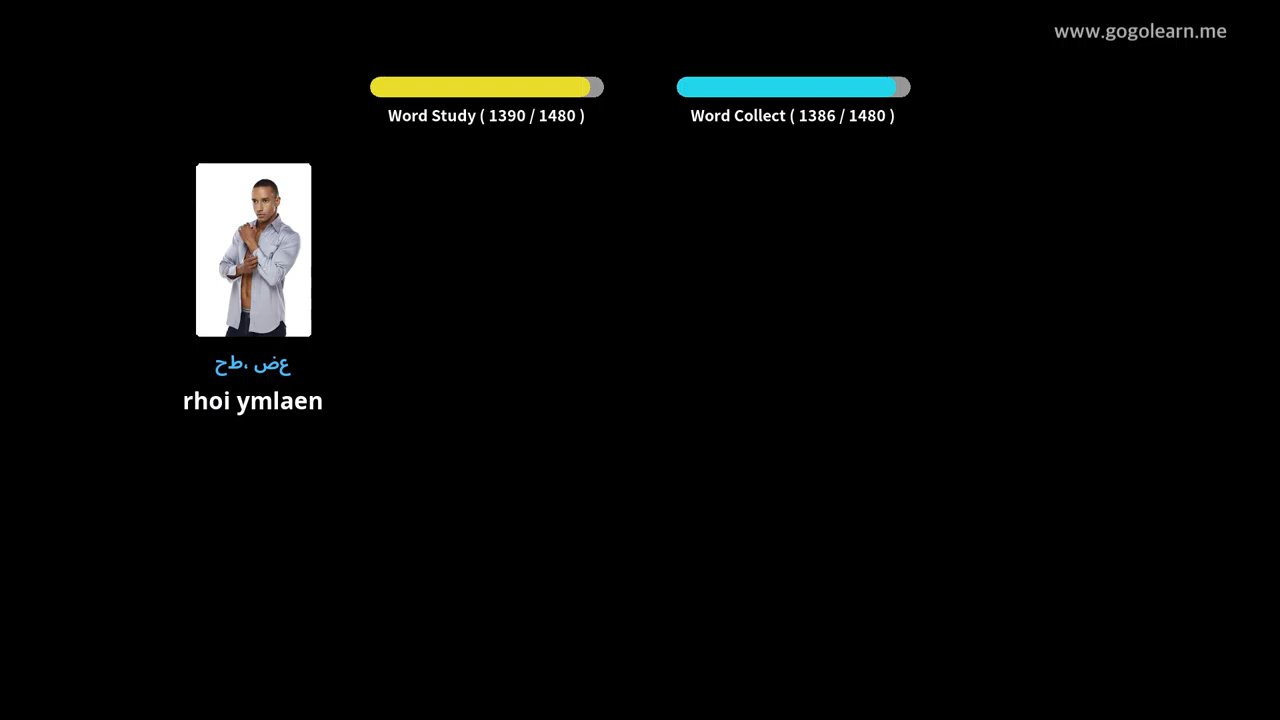 www.gogolearn.me
Word Study ( 1390 / 1480 )
Word Collect ( 1386 / 1480 )
عض ،طح
rhoi ymlaen